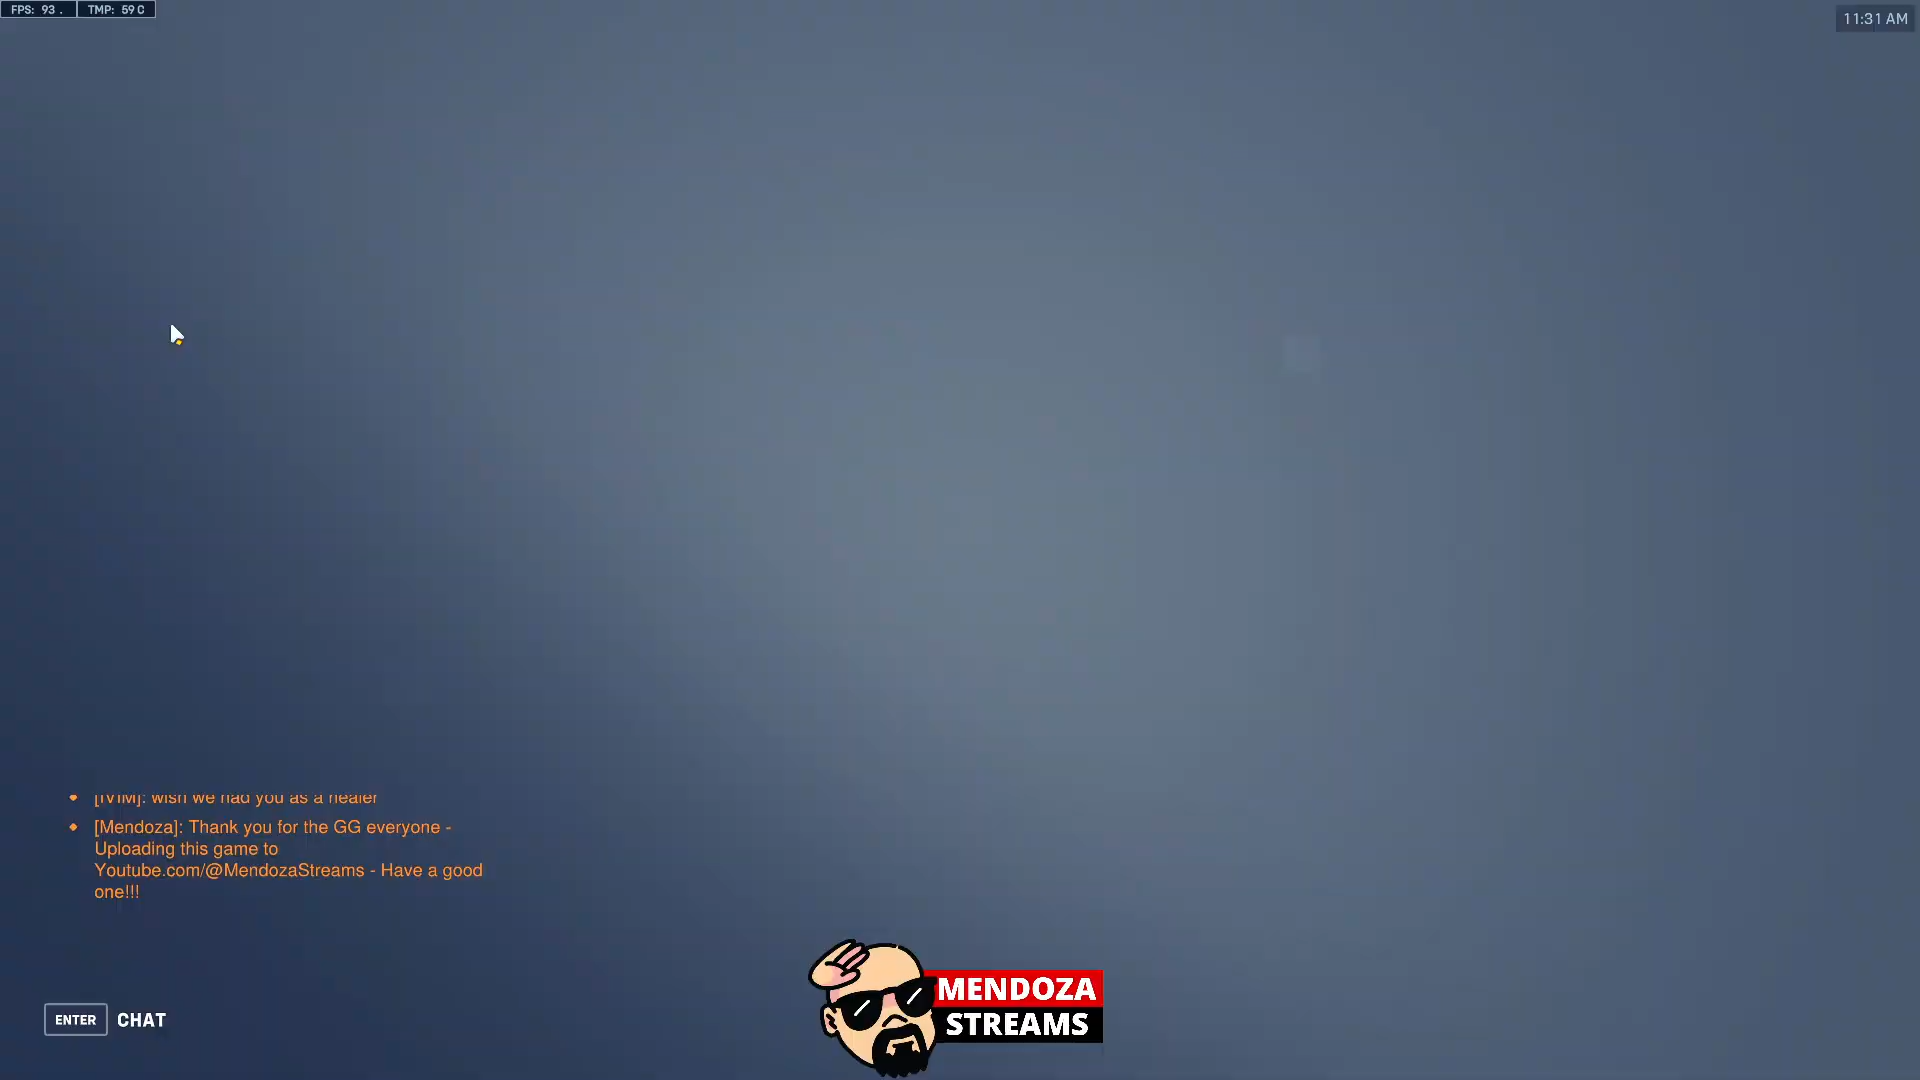 FPS: 93 . TMP: 59 C
11:31 AM
wish we had you as a healer
[Mendoza]: Thank you for the GG everyone -
Uploading this game to
Youtube.com/@MendozaStreams - Have a good
one!!!
ENTER CHAT
MENDOZA
STREAMS